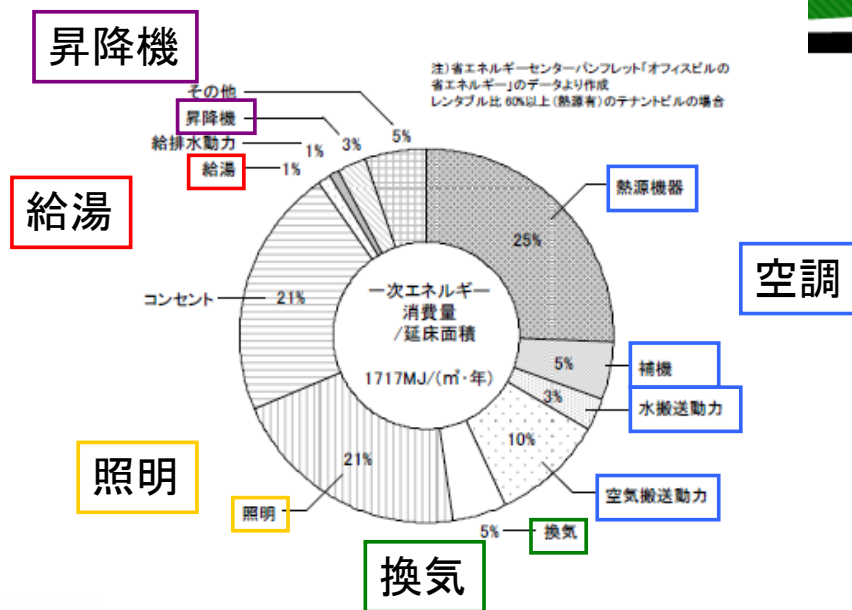 昇降機
注)省エネルギーセンターパンフレット「オフィスビルの
省エネルギー」のデータより作成
レンタブル比 60%以上(熱源有)のテナントビルの場合
その他
5%
昇降機
3%
給排水動力
1%
給湯
1%
給湯
熱源機器
25%
空調
コンセント
21%
一次エネルギー
消費量
/延床面積
1717MJ/(㎡・年)
5%
補機
3%
水搬送動力
10%
空気搬送動力
照明
21%
照明
5%
換気
換気